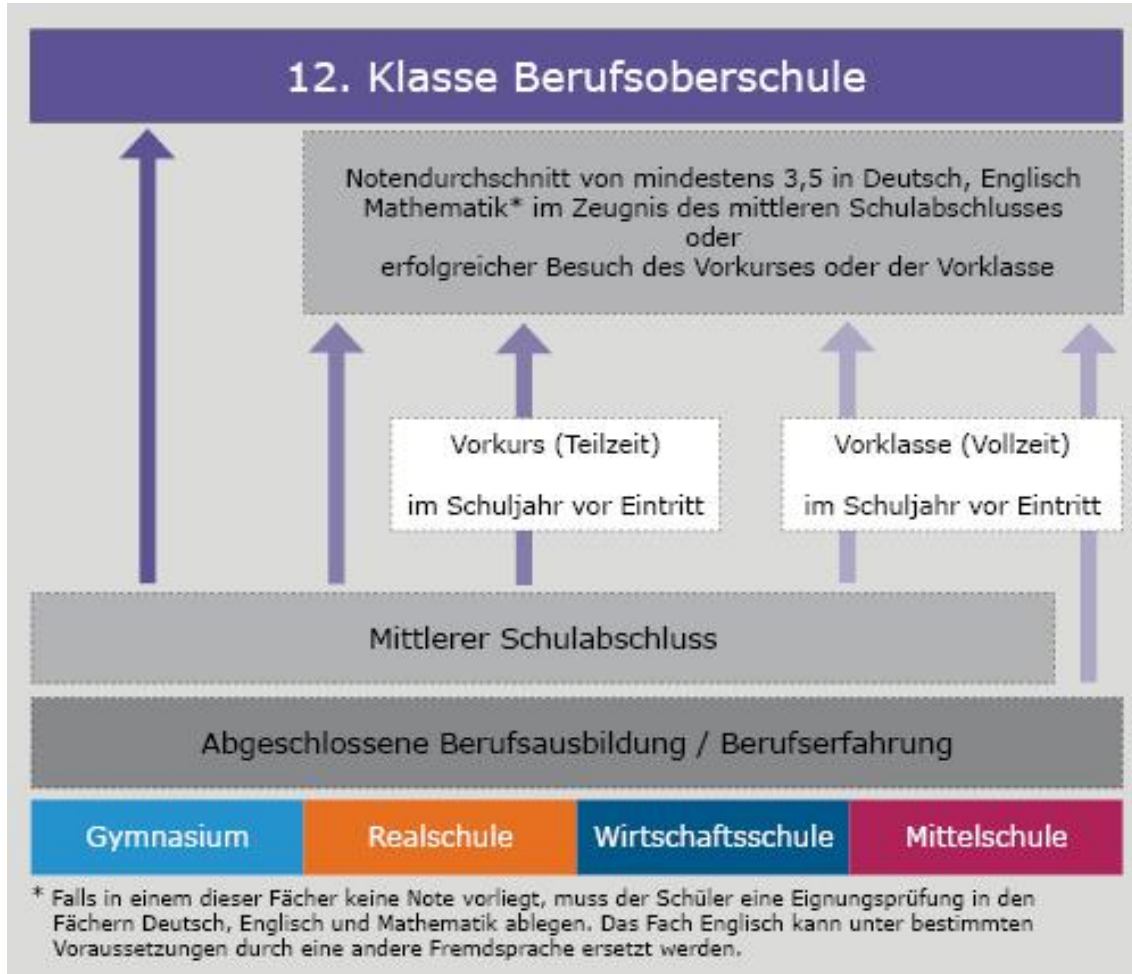 12. Klasse Berufsoberschule
Notendurchschnitt von mindestens 3,5 in Deutsch, Englisch
Mathematik* im Zeugnis des mittleren Schulabschlusses
oder
erfolgreicher Besuch des Vorkurses oder der Vorklasse
Vorkurs (Teilzeit)
im Schuljahr vor Eintritt
Vorklasse (Vollzeit)
im Schuljahr vor Eintritt
Mittlerer Schulabschluss
Abgeschlossene Berufsausbildung / Berufserfahrung
Gymnasium
Realschule
Wirtschaftsschule
Mittelschule
* Falls in einem dieser Fächer keine Note vorliegt, muss der Schüler eine Eignungsprüfung in den
Fächern Deutsch, Englisch und Mathematik ablegen. Das Fach Englisch kann unter bestimmten
Voraussetzungen durch eine andere Fremdsprache ersetzt werden.